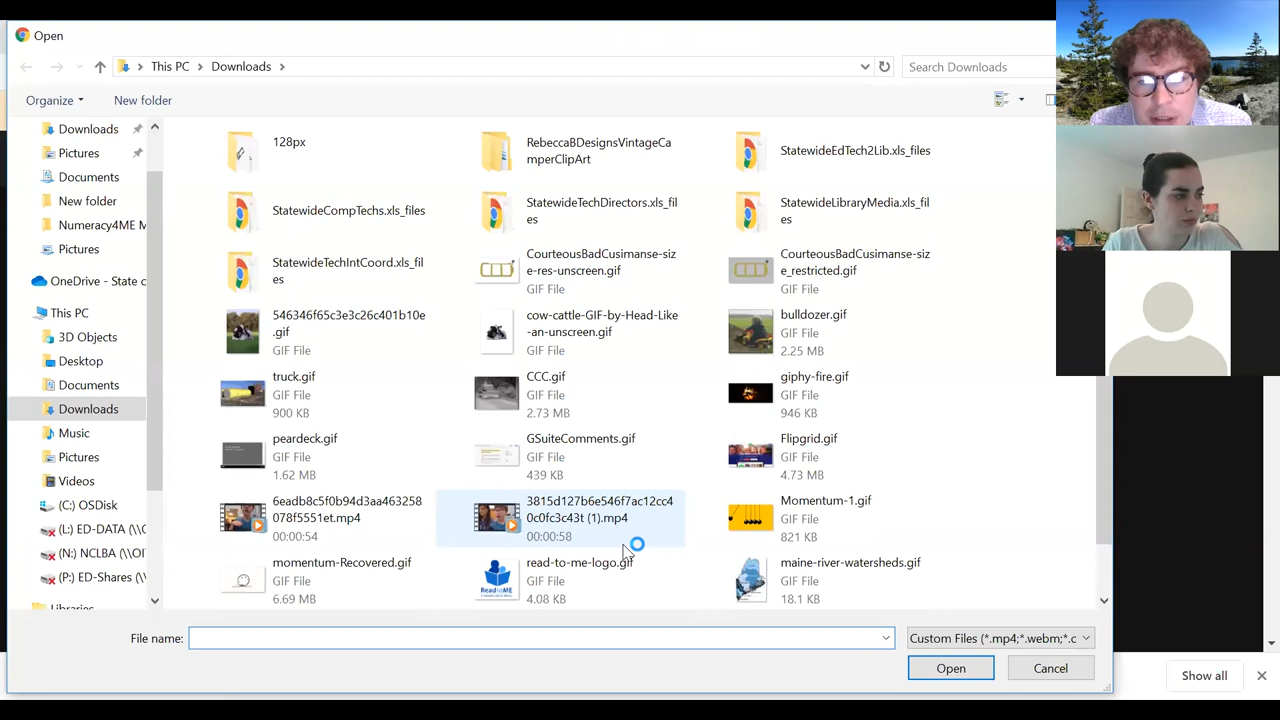 Open
This PC > Downloads >
Search Downloads
Organize
New folder
Downloads
Pictures
Documents
New folder
Numeracy4ME M
Pictures
OneDrive - State c
This PC
3D Objects
Desktop
Documents
Downloads
Music
Pictures
Videos
(C:) OSDisk
(L:) ED-DATA (\\O
(N:) NCLBA (\\OI
(P:) ED-Shares (\\
Libraries
128px
RebeccaBDesignsVintageCa
mperClipArt
StatewideEdTech2Lib.xls_files
StatewideCompTechs.xls_files
StatewideTechDirectors.xls_fil
es
StatewideLibraryMedia.xls_fil
es
StatewideTechIntCoord.xls_fil
es
CourteousBadCusimanse-siz
e-res-unscreen.gif
GIF File
CourteousBadCusimanse-siz
e_restricted.gif
GIF File
546346f65c3e3c26c401b10e
.gif
GIF File
cow-cattle-GIF-by-Head-Like
-an-unscreen.gif
GIF File
bulldozer.gif
GIF File
2.25 MB
truck.gif
GIF File
900 KB
CCC.gif
GIF File
2.73 MB
giphy-fire.gif
GIF File
946 KB
peardeck.gif
GIF File
1.62 MB
GSuiteComments.gif
GIF File
439 KB
Flipgrid.gif
GIF File
4.73 MB
6eadb8c5f0b94d3aa463258
078f5551et.mp4
00:00:54
3815d127b6e546f7ac12cc4
0c0fc3c43t (1).mp4
00:00:58
Momentum-1.gif
GIF File
821 KB
momentum-Recovered.gif
GIF File
6.69 MB
ReadtoME
read-to-me-logo.gif
GIF File
4.08 KB
maine-river-watersheds.gif
GIF File
18.1 KB
File name:
Custom Files (*.mp4;*.webm;*.c
Open
Cancel
Show all